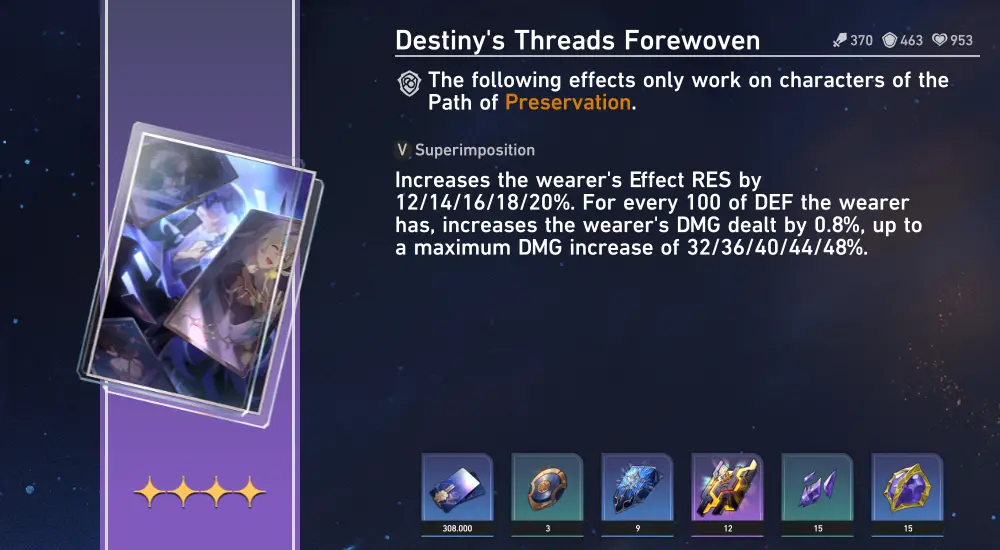 Destiny's Threads Forewoven
370 463 953
The following effects only work on characters of the
Path of Preservation.
V Superimposition
Increases the wearer's Effect RES by
12/14/16/18/20%. For every 100 of DEF the wearer
has, increases the wearer's DMG dealt by 0.8%, up to
a maximum DMG increase of 32/36/40/44/48%.
308.000 3 9 12 15 15